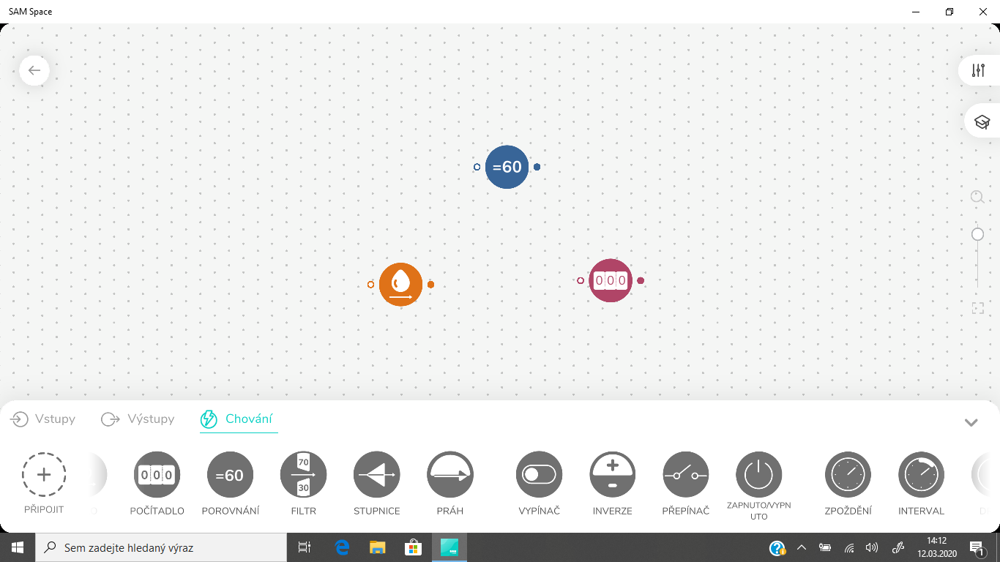 SAM Space
=60
000
Vstupy
Výstupy
Chování
000
=60
70
30
PŘIPOJIT
POČÍTADLO
POROVNÁNÍ
FILTR
STUPNICE
PRÁH
VYPÍNAČ
INVERZE
PŘEPÍNAČ
ZAPNUTO/VYPN
UTO
ZPOŽDĚNÍ
INTERVAL
Sem zadejte hledaný výraz
14:12
12.03.2020
1